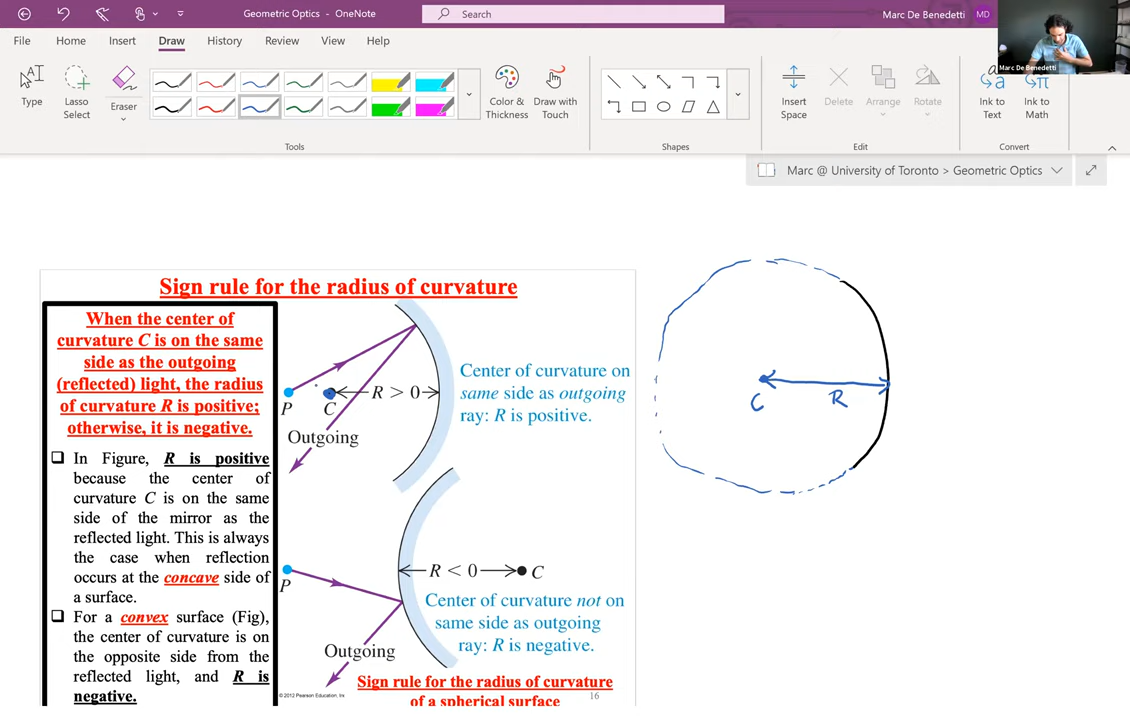 Geometric Optics - OneNote
Search
Marc De Benedetti
MD
Marc De Benedetti
File
Home
Insert
Draw
History
Review
View
Help
Type
Lasso
Select
Eraser
Color &
Thickness
Draw with
Touch
Insert
Space
Delete
Arrange
Rotate
Ink to
Text
Ink to
Math
Tools
Shapes
Edit
Convert
Marc @ University of Toronto > Geometric Optics
Sign rule for the radius of curvature
When the center of
curvature C is on the same
side as the outgoing
(reflected) light, the radius
of curvature R is positive;
otherwise, it is negative.
❑ In Figure, R is positive
because the center of
curvature C is on the same
side of the mirror as the
reflected light. This is always
the case when reflection
occurs at the concave side of
a surface.
❑ For a convex surface (Fig),
the center of curvature is on
the opposite side from the
reflected light, and R is
negative.
P
C
R > 0
Outgoing
Center of curvature on
same side as outgoing
ray: R is positive.
P
R < 0
C
Outgoing
Center of curvature not on
same side as outgoing
ray: R is negative.
© 2012 Pearson Education, Inc
Sign rule for the radius of curvature
of a spherical surface
16
C
R